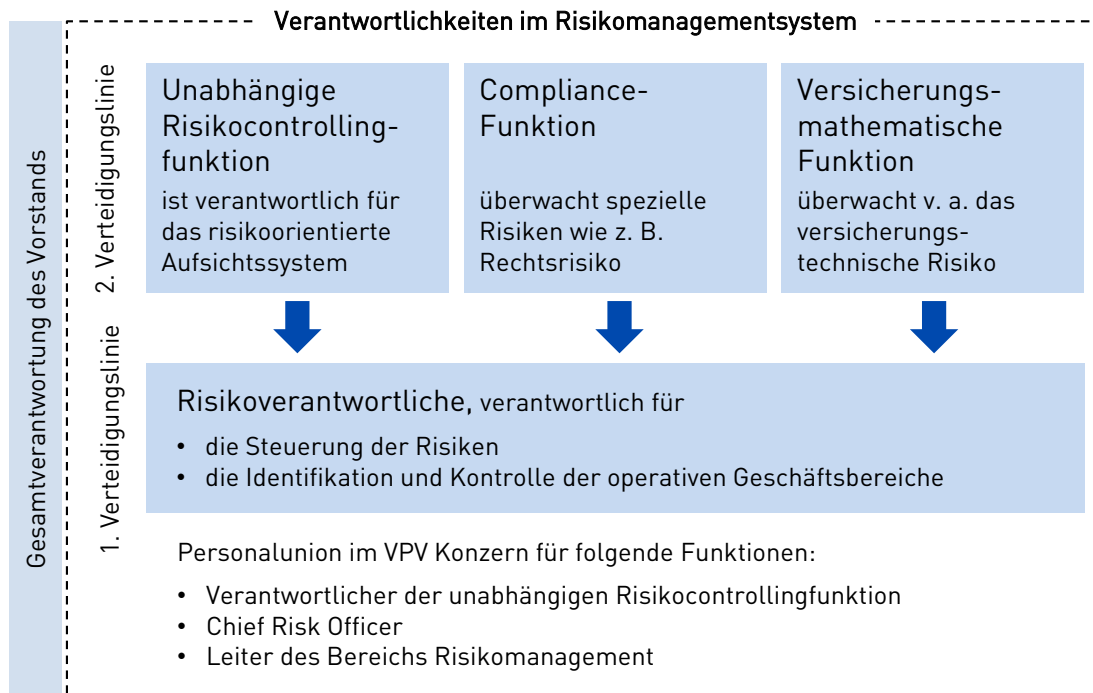 Verantwortlichkeiten im Risikomanagementsystem
Gesamtverantwortung des Vorstands
2. Verteidigungslinie
Unabhängige
Risikocontrolling-
funktion
ist verantwortlich für
das risikoorientierte
Aufsichtssystem
Compliance-
Funktion
überwacht spezielle
Risiken wie z. B.
Rechtsrisiko
Versicherungs-
mathematische
Funktion
überwacht v. a. das
versicherungs-
technische Risiko
1. Verteidigungslinie
Risikoverantwortliche, verantwortlich für
• die Steuerung der Risiken
• die Identifikation und Kontrolle der operativen Geschäftsbereiche
Personalunion im VPV Konzern für folgende Funktionen:
• Verantwortlicher der unabhängigen Risikocontrollingfunktion
• Chief Risk Officer
• Leiter des Bereichs Risikomanagement